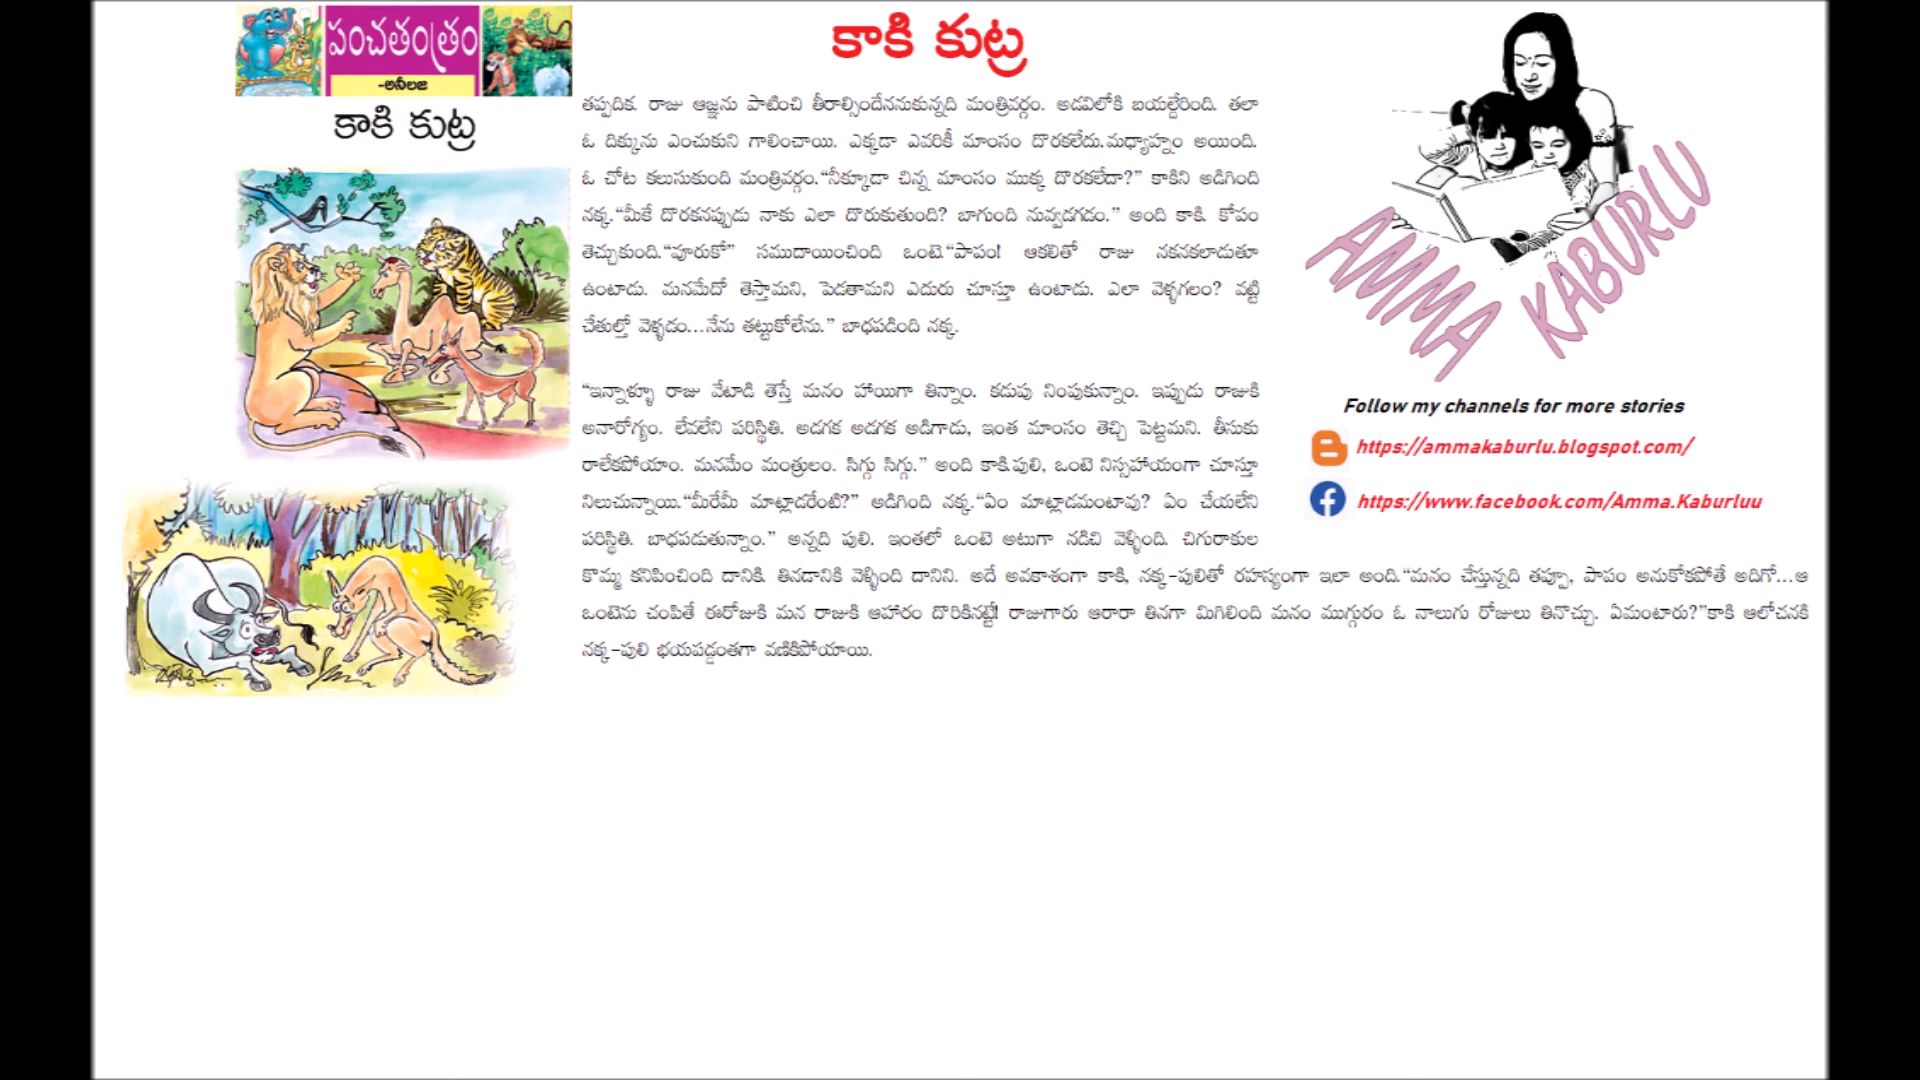 పంచతంత్రం
-అనీలజ
కాకి కుట్ర
కాకి కుట్ర
తప్పదిక. రాజు ఆజ్ఞను పాటించి తీరాల్సిందేననుకున్నది మంత్రివర్గం. అడవిలోకి బయల్దేరింది. తలా
ఓ దిక్కును ఎంచుకుని గాలించాయి. ఎక్కడా ఎవరికీ మాంసం దొరకలేదు.మధ్యాహ్నం అయింది.
ఓ చోట కలుసుకుంది మంత్రివర్గం.“నీక్కూడా చిన్న మాంసం ముక్క దొరకలేదా?” కాకిని అడిగింది
నక్క.“మీకే దొరకనప్పుడు నాకు ఎలా దొరుకుతుంది? బాగుంది నువ్వడగడం.” అంది కాకి. కోపం
తెచ్చుకుంది.“వూరుకో” సముదాయించింది ఒంటె.“పాపం! ఆకలితో రాజు నకనకలాడుతూ
ఉంటాడు. మనమేదో తెస్తామని, పెడతామని ఎదురు చూస్తూ ఉంటాడు. ఎలా వెళ్ళగలం? వట్టి
చేతుల్తో వెళ్ళడం...నేను తట్టుకోలేను.” బాధపడింది నక్క.
“ఇన్నాళ్ళూ రాజు వేటాడి తెస్తే మనం హాయిగా తిన్నాం. కడుపు నింపుకున్నాం. ఇప్పుడు రాజుకి
అనారోగ్యం. లేవలేని పరిస్థితి. అడగక అడగక అడిగాడు, ఇంత మాంసం తెచ్చి పెట్టమని. తీసుకు
రాలేకపోయాం. మనమేం మంత్రులం. సిగ్గు సిగ్గు.” అంది కాకి.పులి, ఒంటె నిస్సహాయంగా చూస్తూ
నిలుచున్నాయి.“మీరేమీ మాట్లాడరేంటి?” అడిగింది నక్క.“ఏం మాట్లాడమంటావు? ఏం చేయలేని
పరిస్థితి. బాధపడుతున్నాం.” అన్నది పులి. ఇంతలో ఒంటె అటుగా నడిచి వెళ్ళింది. చిగురాకుల
కొమ్మ కనిపించింది దానికి. తినడానికి వెళ్ళింది దానిని. అదే అవకాశంగా కాకి, నక్క-పులితో రహస్యంగా ఇలా అంది.“మనం చేస్తున్నది తప్పూ, పాపం అనుకోకపోతే అదిగో...ఆ
ఒంటెను చంపితే ఈరోజుకి మన రాజుకి ఆహారం దొరికినట్టే! రాజుగారు ఆరారా తినగా మిగిలింది మనం ముగ్గురం ఓ నాలుగు రోజులు తినొచ్చు. ఏమంటారు?”కాకి ఆలోచనకి
నక్క-పులి భయపడ్డంతగా వణికిపోయాయి.
AMMA KABURLU
Follow my channels for more stories
https://ammakaburlu.blogspot.com/
https://www.facebook.com/Amma.Kaburluu